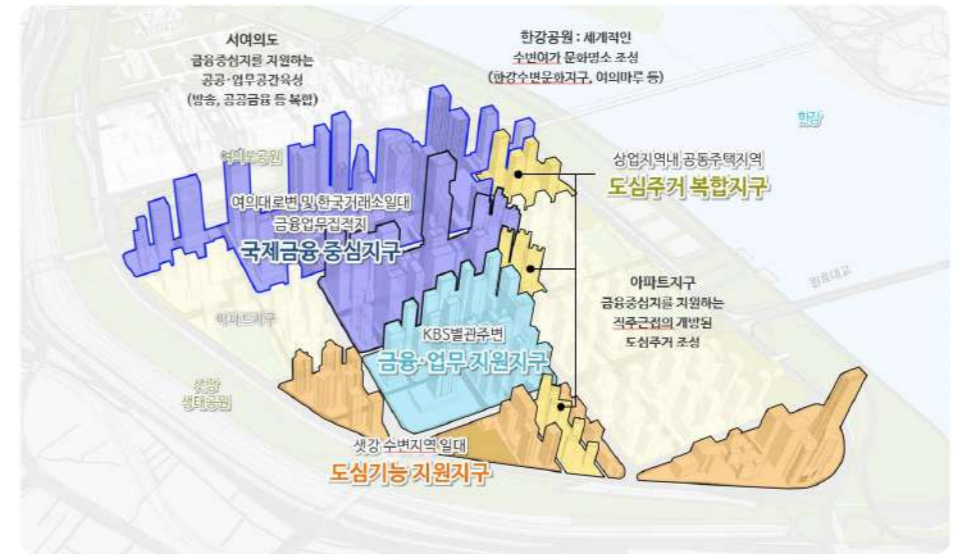 서여의도
금융중심지를 지원하는
공공·업무공간육성
(방송, 공공금융 등 복합)
한강공원 : 세계적인
수변여가 문화명소 조성
(한강수변문화지구, 여의마루 등)
한강
여의도공원
상업지역내 공동주택지역
도심주거 복합지구
여의대로변 및 한국거래소일대
금융업무집적지
국제금융 중심지구
원효대교
아파트지구
금융중심지를 지원하는
직주근접의 개방된
도심주거 조성
아파트지구
KBS별관주변
금융·업무 지원지구
샛강
생태공원
샛강 수변지역 일대
도심기능 지원지구